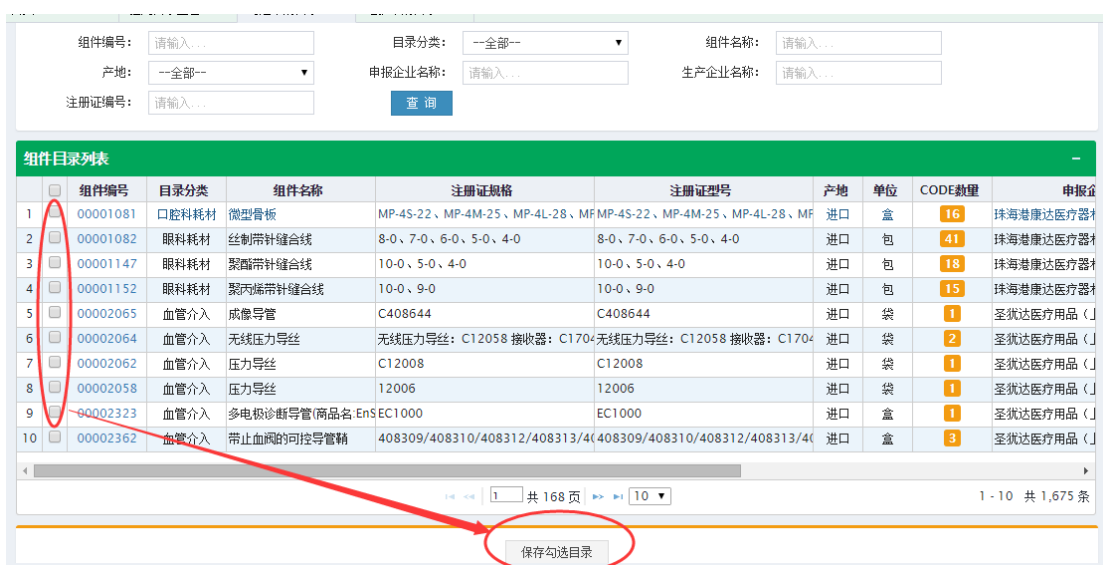 组件编号: 请输入... 目录分类: --全部-- 组件名称: 请输入...
产地: --全部-- 申报企业名称: 请输入... 生产企业名称: 请输入...
注册证编号: 请输入... 查 询
组件目录列表
组件编号 目录分类 组件名称 注册证规格 注册证型号 产地 单位 CODE数量 申报企
1 00001081 口腔科耗材 微型骨板 MP-4S-22、MP-4M-25、MP-4L-28、MF MP-4S-22、MP-4M-25、MP-4L-28、MF 进口 盒 16 珠海港康达医疗器
2 00001082 眼科耗材 丝制带针缝合线 8-0、7-0、6-0、5-0、4-0 8-0、7-0、6-0、5-0、4-0 进口 包 41 珠海港康达医疗器
3 00001147 眼科耗材 聚酯带针缝合线 10-0、5-0、4-0 10-0、5-0、4-0 进口 包 18 珠海港康达医疗器
4 00001152 眼科耗材 聚丙烯带针缝合线 10-0、9-0 10-0、9-0 进口 包 15 珠海港康达医疗器
5 00002065 血管介入 成像导管 C408644 C408644 进口 袋 1 圣犹达医疗用品（
6 00002064 血管介入 无线压力导丝 无线压力导丝：C12058 接收器：C1704 无线压力导丝：C12058 接收器：C1704 进口 袋 2 圣犹达医疗用品（
7 00002062 血管介入 压力导丝 C12008 C12008 进口 袋 1 圣犹达医疗用品（
8 00002058 血管介入 压力导丝 12006 12006 进口 袋 1 圣犹达医疗用品（
9 00002323 血管介入 多电极诊断导管(商品名:EnS EC1000 EC1000 进口 盒 1 圣犹达医疗用品（
10 00002362 血管介入 带止血阀的可控导管鞘 408309/408310/408312/408313/4( 408309/408310/408312/408313/4( 进口 盒 3 圣犹达医疗用品（
1 共 168 页 10 1 - 10 共 1,675 条
保存勾选目录